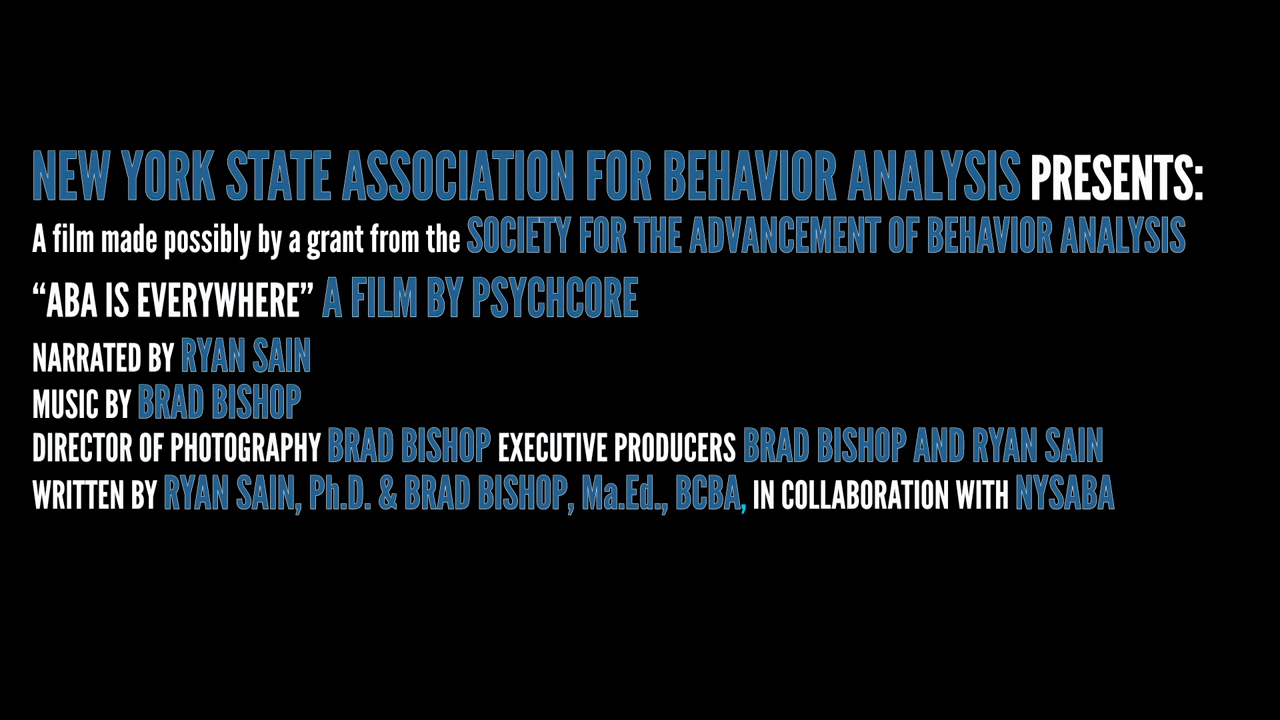 NEW YORK STATE ASSOCIATION FOR BEHAVIOR ANALYSIS PRESENTS:
A film made possibly by a grant from the SOCIETY FOR THE ADVANCEMENT OF BEHAVIOR ANALYSIS
“ABA IS EVERYWHERE” A FILM BY PSYCHCORE
NARRATED BY RYAN SAIN
MUSIC BY BRAD BISHOP
DIRECTOR OF PHOTOGRAPHY BRAD BISHOP EXECUTIVE PRODUCERS BRAD BISHOP AND RYAN SAIN
WRITTEN BY RYAN SAIN, Ph.D. & BRAD BISHOP, Ma.Ed., BCBA, IN COLLABORATION WITH NYSABA